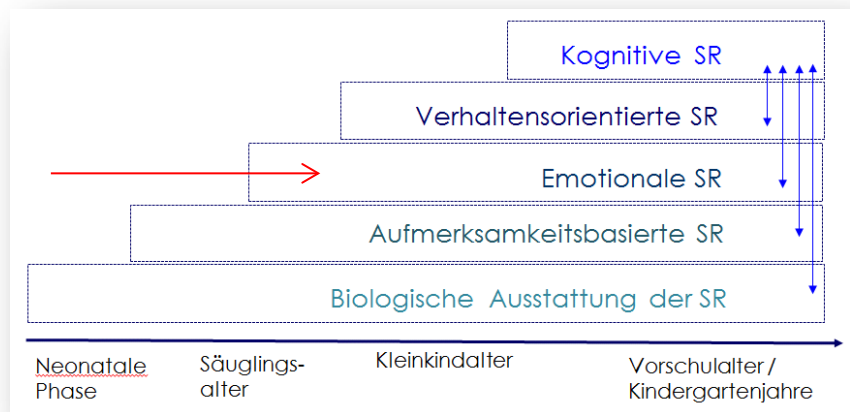 Kognitive SR
Verhaltensorientierte SR
Emotionale SR
Aufmerksamkeitsbasierte SR
Biologische Ausstattung der SR
Neonatale
Phase
Säuglings-
alter
Kleinkindalter
Vorschulalter /
Kindergartenjahre